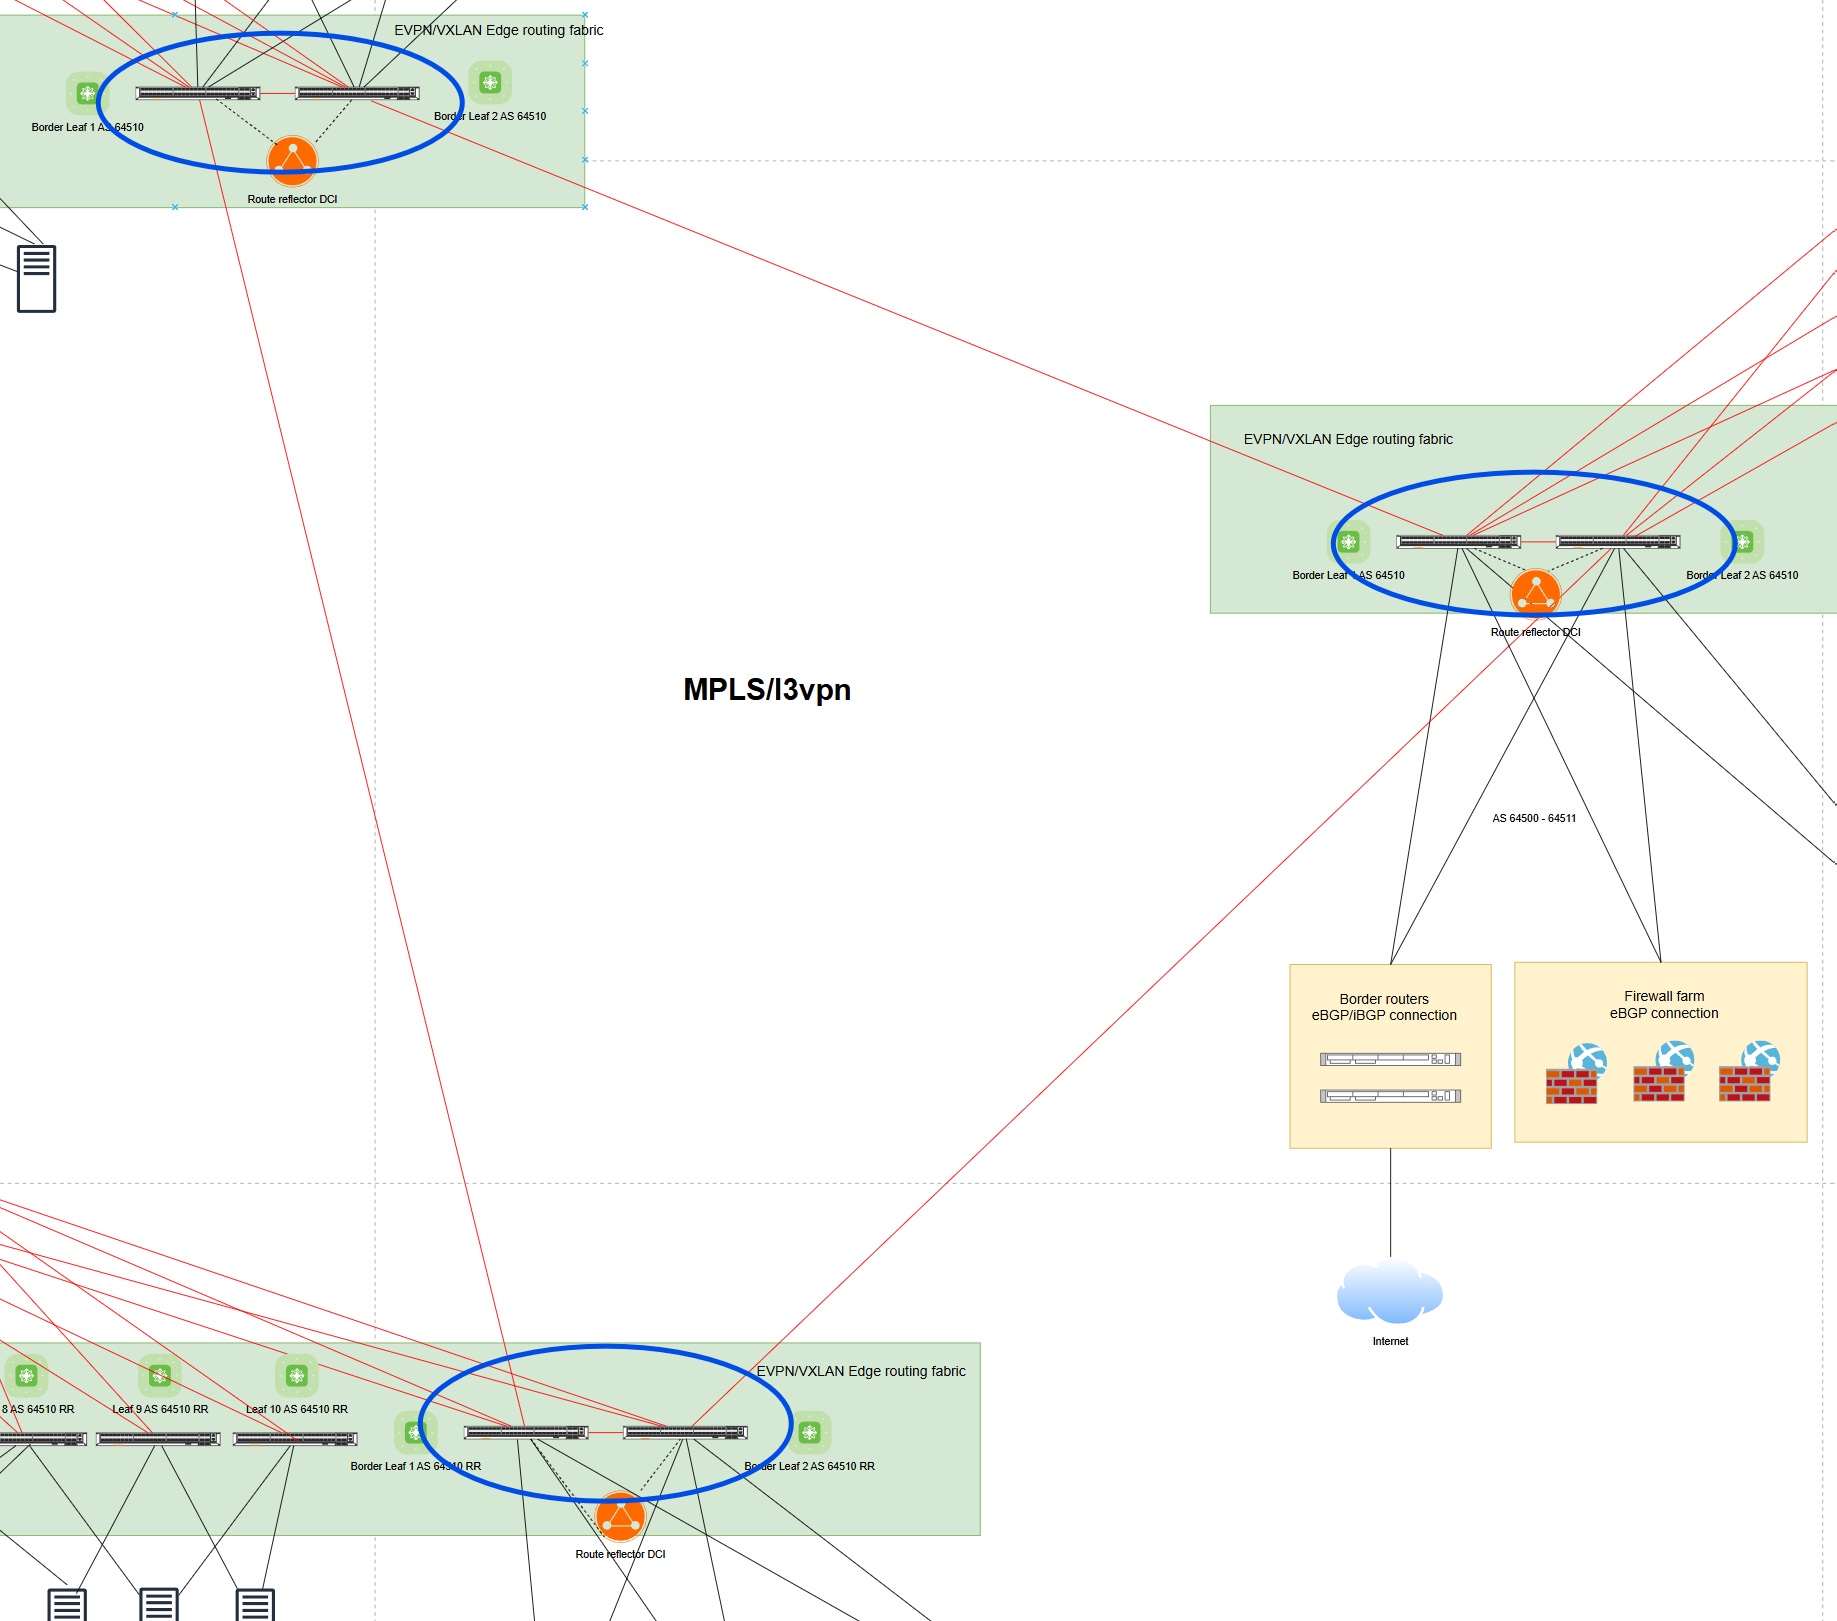 EVPN/VXLAN Edge routing fabric
Border Leaf 1 AS 64510
Border Leaf 2 AS 64510
Route reflector DCI
EVPN/VXLAN Edge routing fabric
Border Leaf 1 AS 64510
Border Leaf 2 AS 64510
Route reflector DCI
MPLS/l3vpn
AS 64500 - 64511
Border routers
eBGP/iBGP connection
Firewall farm
eBGP connection
Internet
EVPN/VXLAN Edge routing fabric
8 AS 64510 RR
Leaf 9 AS 64510 RR
Leaf 10 AS 64510 RR
Border Leaf 1 AS 64510 RR
Border Leaf 2 AS 64510 RR
Route reflector DCI